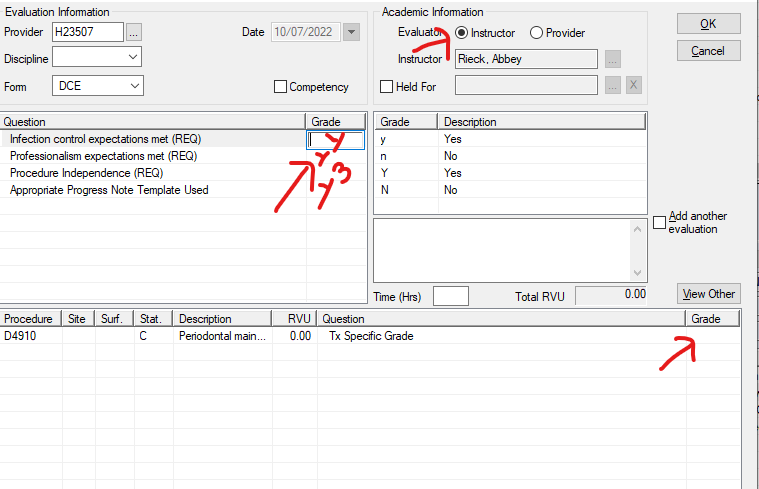 Evaluation Information
Provider H23507 ... Date 10/07/2022
Discipline
Form DCE Competency
Academic Information
Evaluator Instructor Provider
Instructor Rieck, Abbey ...
Held For ... X
OK
Cancel
Question Grade
Infection control expectations met (REQ) y
Professionalism expectations met (REQ) Y
Procedure Independence (REQ) 3
Appropriate Progress Note Template Used y
Grade Description
y Yes
n No
Y Yes
N No
Add another
evaluation
Time (Hrs) Total RVU 0.00 View Other
Procedure Site Surf. Stat. Description RVU Question Grade
D4910 C Periodontal main... 0.00 Tx Specific Grade